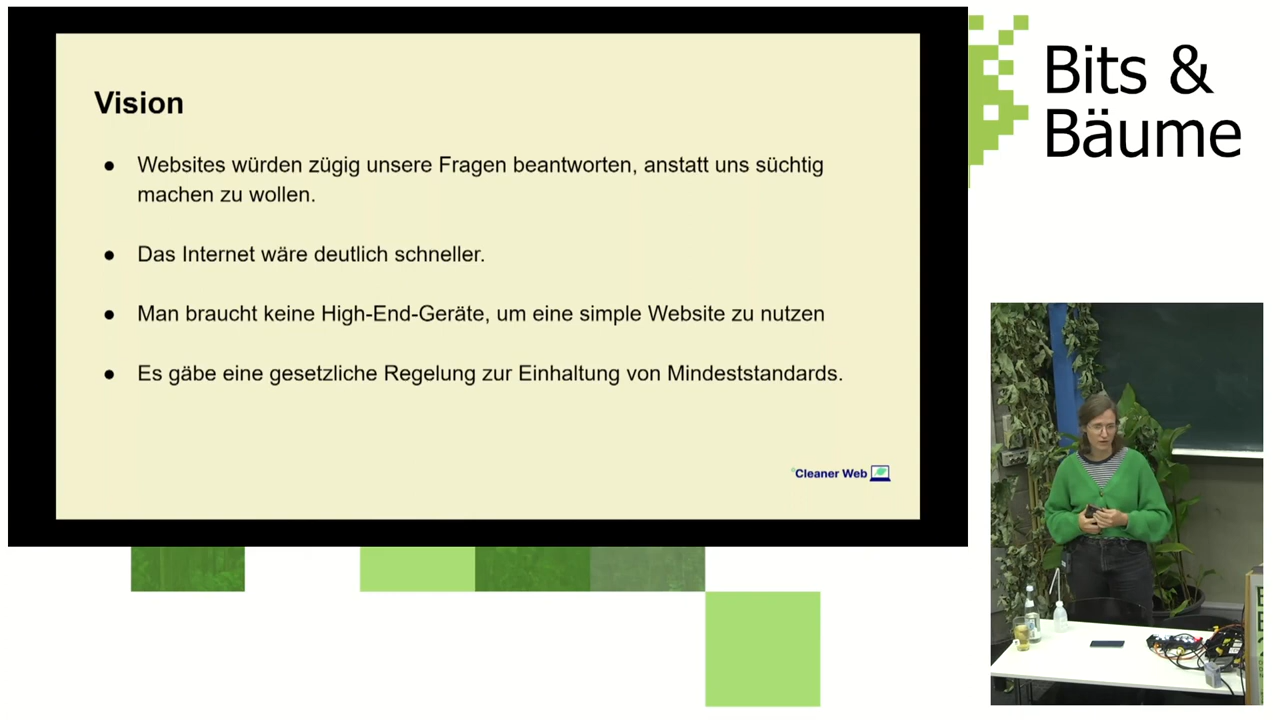 Vision
● Websites würden zügig unsere Fragen beantworten, anstatt uns süchtig
machen zu wollen.
● Das Internet wäre deutlich schneller.
● Man braucht keine High-End-Geräte, um eine simple Website zu nutzen
● Es gäbe eine gesetzliche Regelung zur Einhaltung von Mindeststandards.
Cleaner Web
Bits &
Bäume